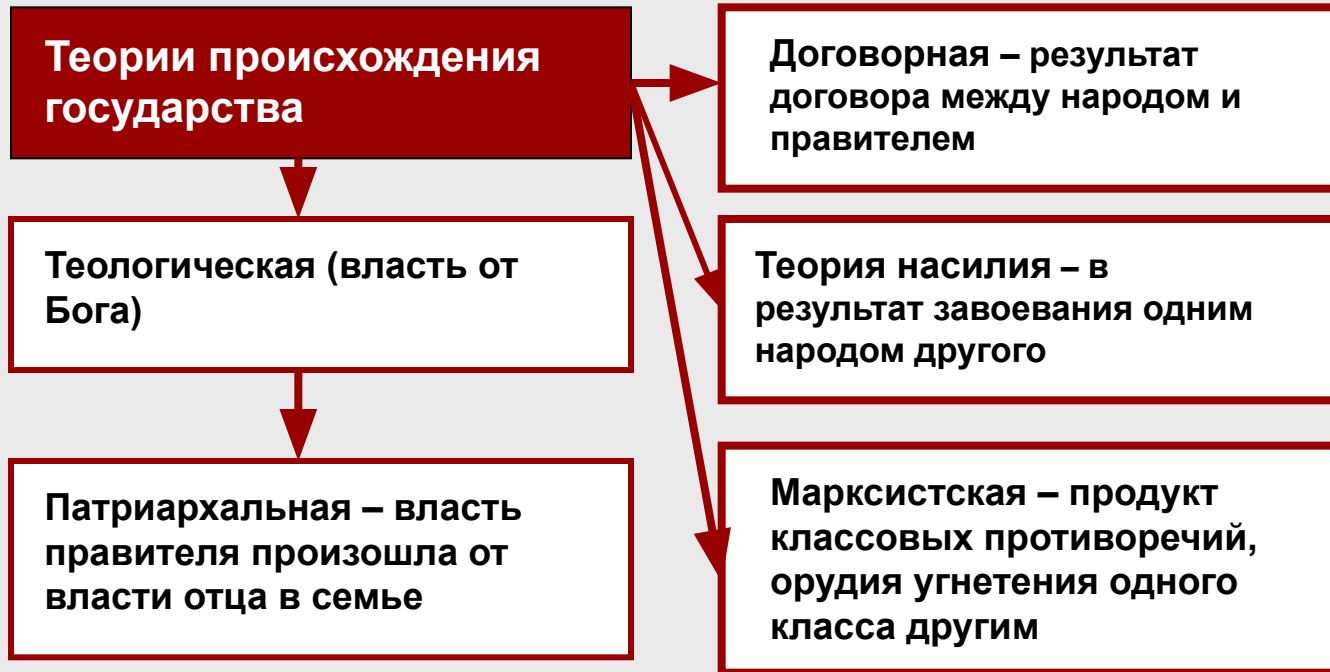 Теории происхождения
государства
Теологическая (власть от
Бога)
Патриархальная – власть
правителя произошла от
власти отца в семье
Договорная – результат
договора между народом и
правителем
Теория насилия – в
результат завоевания одним
народом другого
Марксистская – продукт
классовых противоречий,
орудия угнетения одного
класса другим